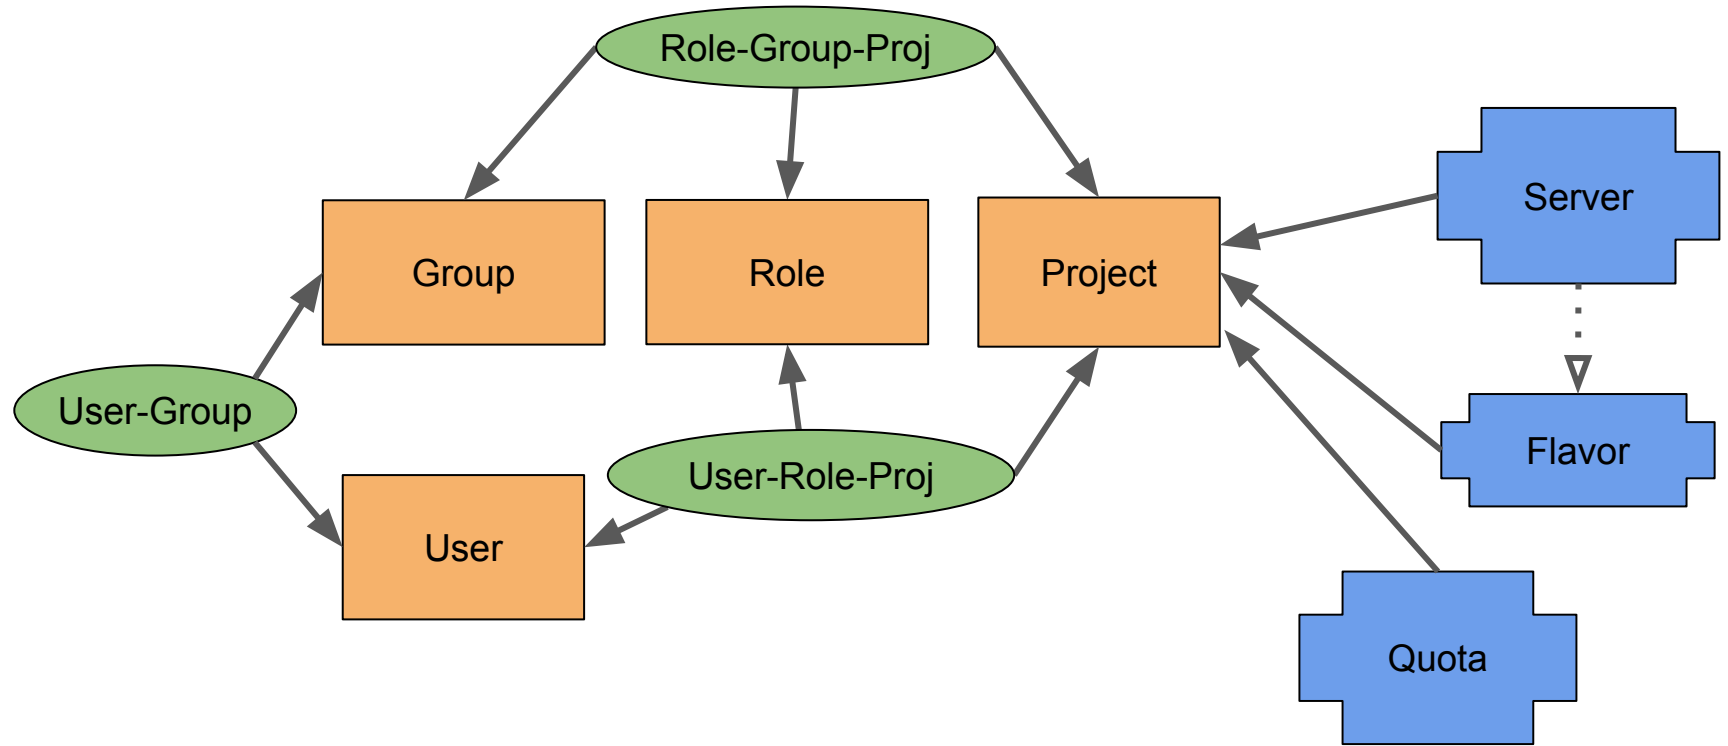 Role-Group-Proj
Server
Group
Role
Project
User-Group
Flavor
User-Role-Proj
User
Quota